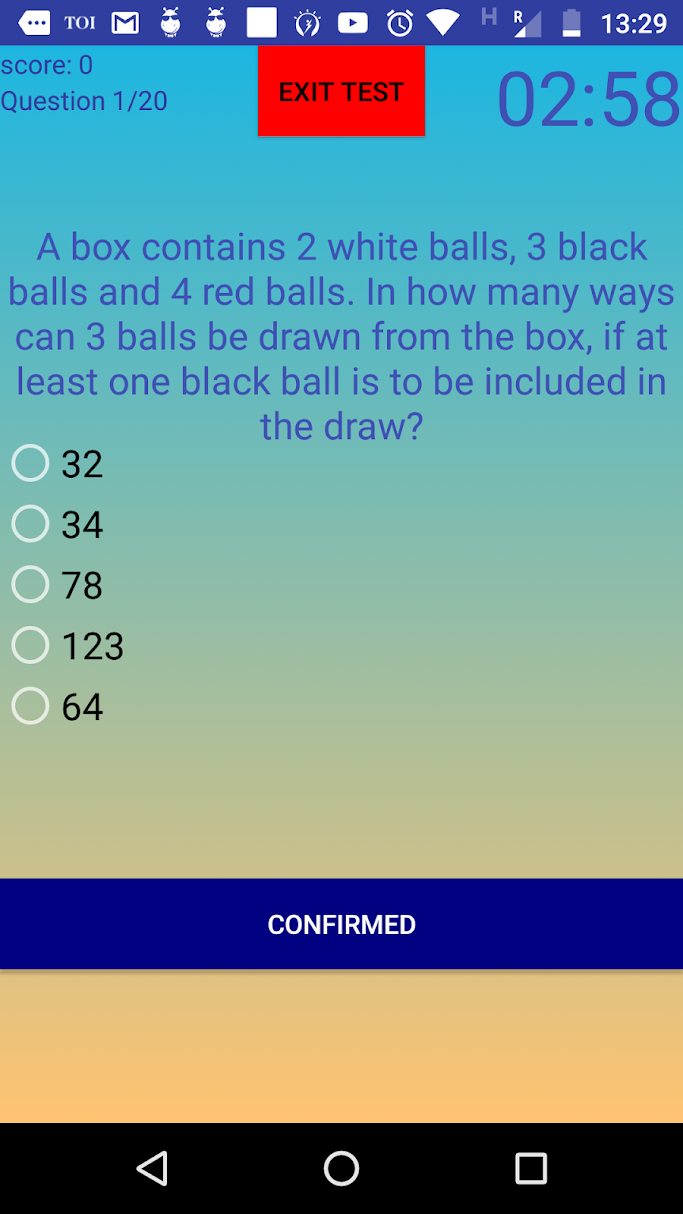 TOI
H
R
13:29
score: 0
Question 1/20
EXIT TEST
02:58
A box contains 2 white balls, 3 black
balls and 4 red balls. In how many ways
can 3 balls be drawn from the box, if at
least one black ball is to be included in
the draw?
32
34
78
123
64
CONFIRMED